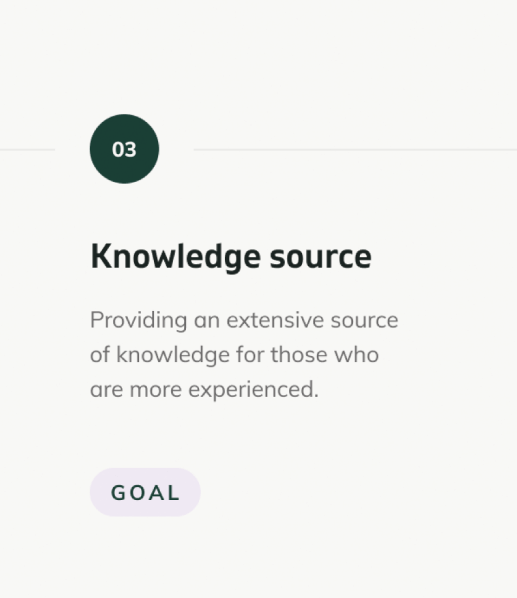 03
Knowledge source
Providing an extensive source
of knowledge for those who
are more experienced.
GOAL